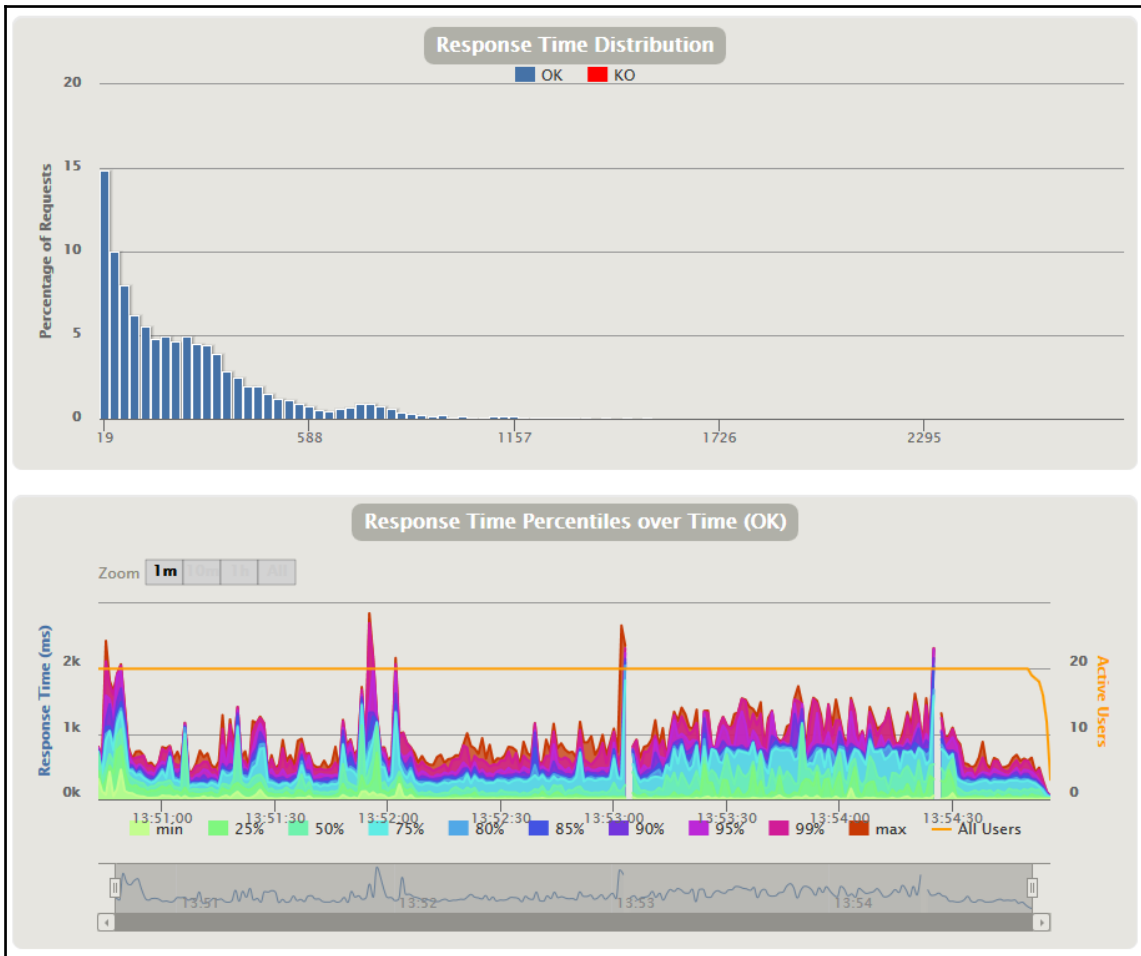 Response Time Distribution
OK KO
Percentage of Requests
20
15
10
5
0
19 588 1157 1726 2295
Response Time Percentiles over Time (OK)
Zoom 1m 10m 1h All
Response Time (ms)
2k
1k
0k
20
10
0
Active Users
13:51:00 13:51:30 13:52:00 13:52:30 13:53:00 13:53:30 13:54:00 13:54:30
min 25% 50% 75% 80% 85% 90% 95% 99% max All Users
13:51 13:52 13:53 13:54